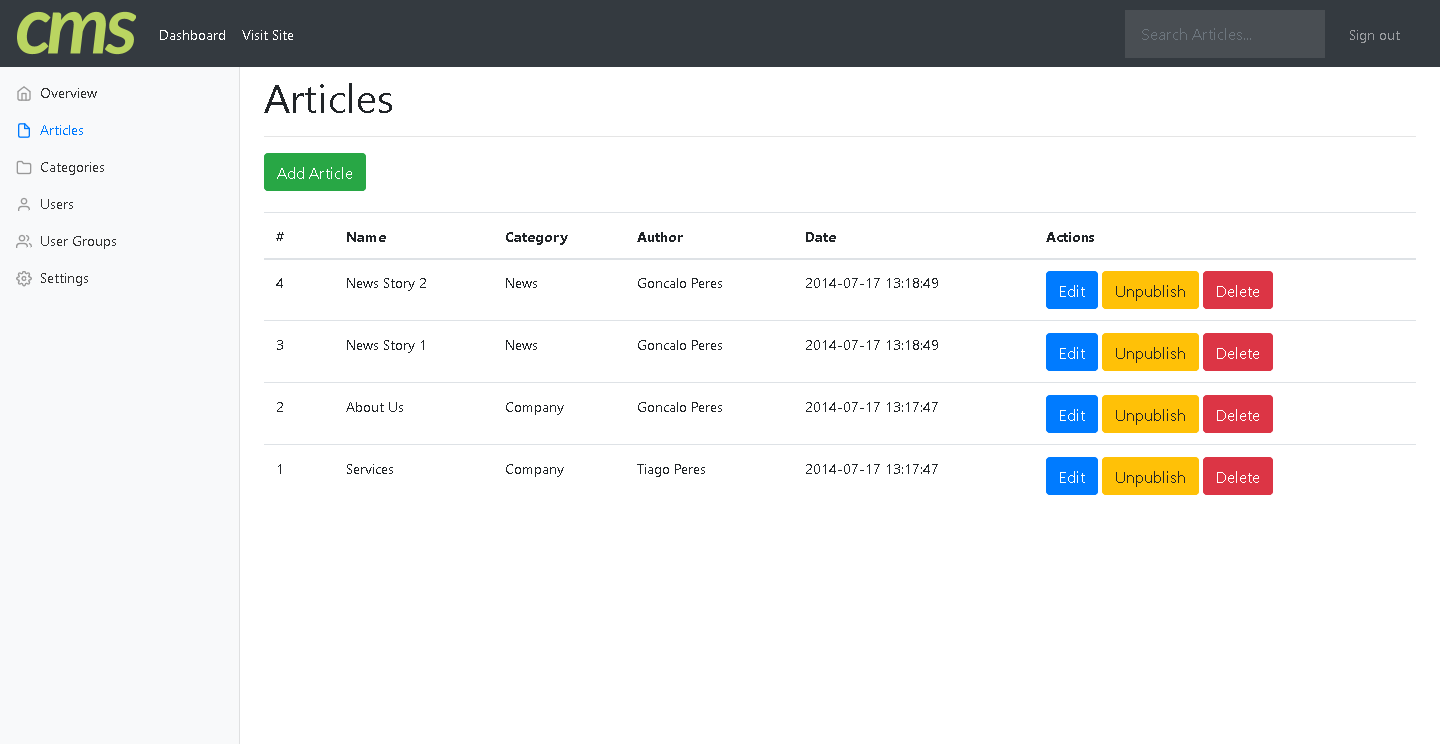 cms Dashboard Visit Site Search Articles... Sign out
Overview
Articles
Categories
Users
User Groups
Settings
Articles
Add Article
# Name Category Author Date Actions
4 News Story 2 News Goncalo Peres 2014-07-17 13:18:49 Edit Unpublish Delete
3 News Story 1 News Goncalo Peres 2014-07-17 13:18:49 Edit Unpublish Delete
2 About Us Company Goncalo Peres 2014-07-17 13:17:47 Edit Unpublish Delete
1 Services Company Tiago Peres 2014-07-17 13:17:47 Edit Unpublish Delete